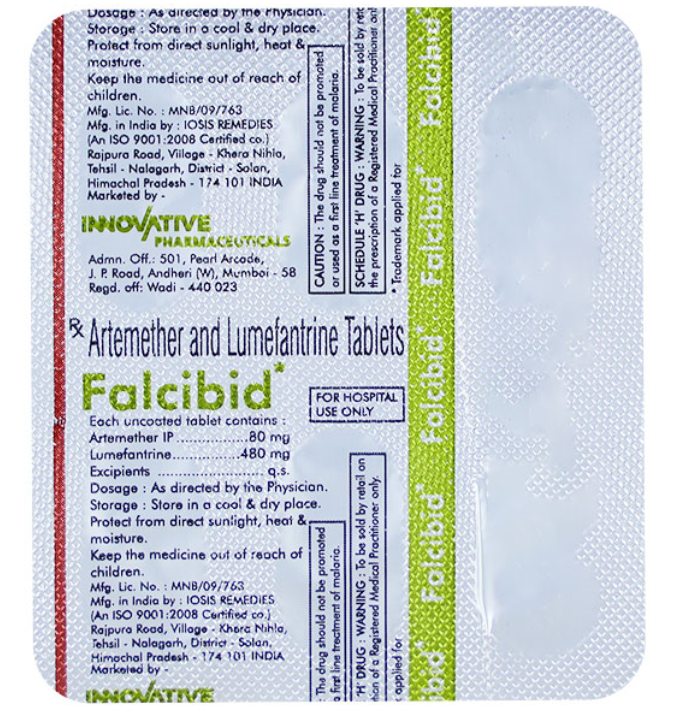 Dosage : As directed by the Physician.
Storage : Store in a cool & dry place.
Protect from direct sunlight, heat &
moisture.
Keep the medicine out of reach of
children.
Mfg. Lic. No. : MNB/09/763
Mfg. in India by : IOSIS REMEDIES
(An ISO 9001:2008 Certified co.)
Rajpura Road, Village - Khera Nihla,
Tehsil - Nalagarh, District - Solan,
Himachal Pradesh - 174 101 INDIA
Marketed by -
INNOVATIVE
PHARMACEUTICALS
Admn. Off.: 501, Pearl Arcade,
J. P. Road, Andheri (W), Mumbai - 58
Regd. off: Wadi - 440 023
CAUTION : The drug should not be promoted
or used as a first line treatment of malaria.
SCHEDULE 'H' DRUG : WARNING : To be sold by
the prescription of a Registered Medical Practitioner
* Trademark applied for
Rx Artemether and Lumefantrine Tablets
Falcibid*
FOR HOSPITAL
USE ONLY
Each uncoated tablet contains :
Artemether IP ................80 mg
Lumefantrine...............480 mg
Excipients ....................... q.s.
Dosage : As directed by the Physician.
Storage : Store in a cool & dry place.
Protect from direct sunlight, heat &
moisture.
Keep the medicine out of reach of
children.
Mfg. Lic. No. : MNB/09/763
Mfg. in India by : IOSIS REMEDIES
(An ISO 9001:2008 Certified co.)
Rajpura Road, Village - Khera Nihla,
Tehsil - Nalagarh, District - Solan,
Himachal Pradesh - 174 101 INDIA
Marketed by -
INNOVATIVE
: The drug should not be promoted
first line treatment of malaria.
'H' DRUG : WARNING : To be sold by retail on
of a Registered Medical Practitioner only.
applied for
Falcibid
Falcibid*
Falcibid*
Falcibid*
Falcibid*